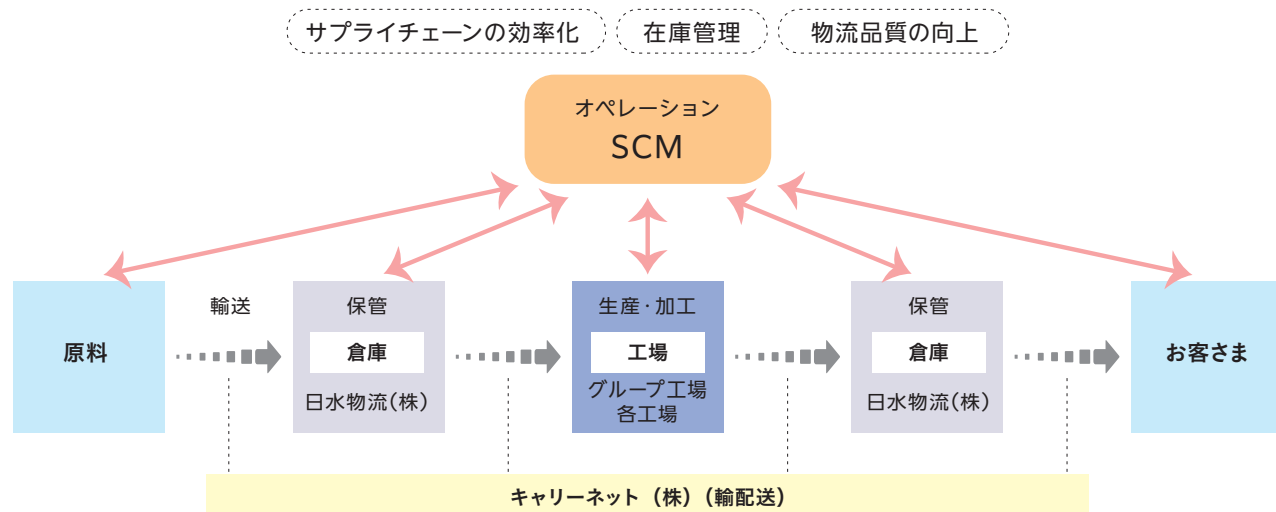 サプライチェーンの効率化
在庫管理
物流品質の向上
オペレーション
SCM
原料
輸送
保管
倉庫
日水物流(株)
生産・加工
工場
グループ工場
各工場
保管
倉庫
日水物流(株)
お客さま
キャリーネット（株）（輸配送）